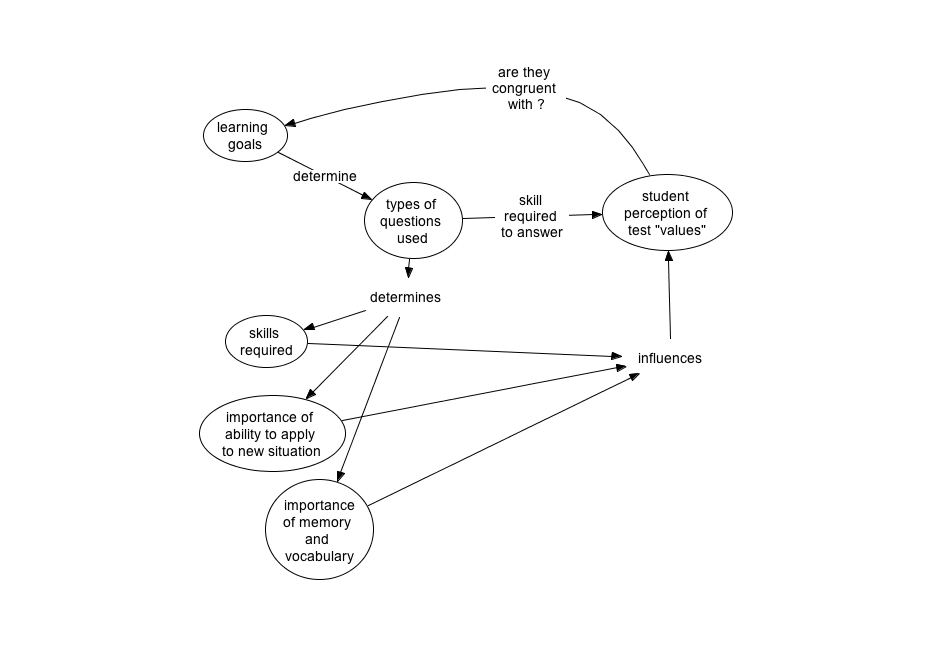 are they
congruent
with ?
learning
goals
determine
types of
questions
used
skill
required
to answer
student
perception of
test "values"
determines
skills
required
influences
importance of
ability to apply
to new situation
importance
of memory
and
vocabulary